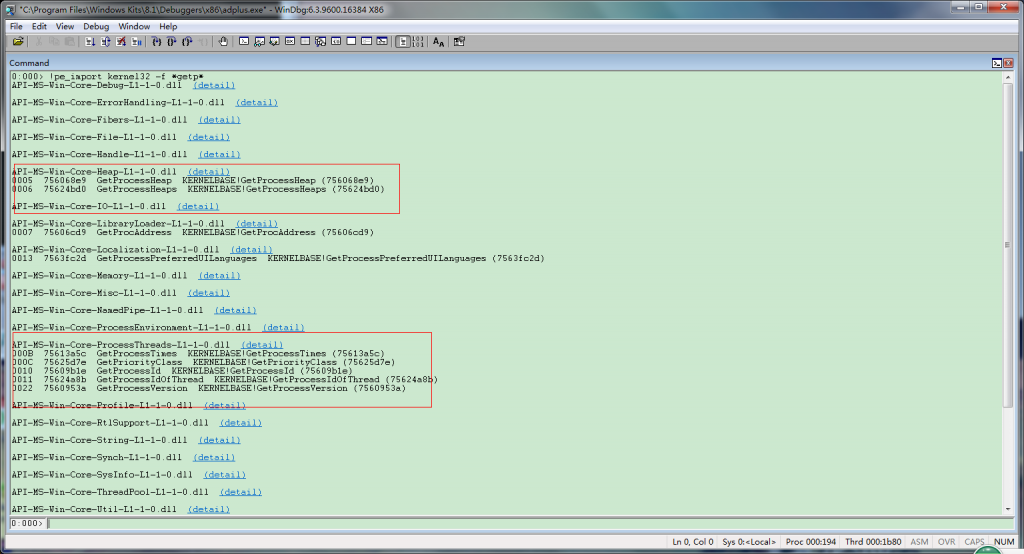 "C:\Program Files\Windows Kits\8.1\Debuggers\x86\adplus.exe" - WinDbg:6.3.9600.16384 X86
File Edit View Debug Window Help
Command
0:000> !pe_import kernel32 -f *getp*
API-MS-Win-Core-Debug-L1-1-0.dll (detail)
API-MS-Win-Core-ErrorHandling-L1-1-0.dll (detail)
API-MS-Win-Core-Fibers-L1-1-0.dll (detail)
API-MS-Win-Core-File-L1-1-0.dll (detail)
API-MS-Win-Core-Handle-L1-1-0.dll (detail)
API-MS-Win-Core-Heap-L1-1-0.dll (detail)
0005 756068e9 GetProcessHeap KERNELBASE!GetProcessHeap (756068e9)
0006 75624bd0 GetProcessHeaps KERNELBASE!GetProcessHeaps (75624bd0)
API-MS-Win-Core-IO-L1-1-0.dll (detail)
API-MS-Win-Core-LibraryLoader-L1-1-0.dll (detail)
0007 75606cd9 GetProcAddress KERNELBASE!GetProcAddress (75606cd9)
API-MS-Win-Core-Localization-L1-1-0.dll (detail)
0013 7563fc2d GetProcessPreferredUILanguages KERNELBASE!GetProcessPreferredUILanguages (7563fc2d)
API-MS-Win-Core-Memory-L1-1-0.dll (detail)
API-MS-Win-Core-Misc-L1-1-0.dll (detail)
API-MS-Win-Core-NamedPipe-L1-1-0.dll (detail)
API-MS-Win-Core-ProcessEnvironment-L1-1-0.dll (detail)
API-MS-Win-Core-ProcessThreads-L1-1-0.dll (detail)
000B 75613a5c GetProcessTimes KERNELBASE!GetProcessTimes (75613a5c)
000C 75625d7e GetPriorityClass KERNELBASE!GetPriorityClass (75625d7e)
0010 75609b1e GetProcessId KERNELBASE!GetProcessId (75609b1e)
0011 75624a8b GetProcessIdOfThread KERNELBASE!GetProcessIdOfThread (75624a8b)
0022 7560953a GetProcessVersion KERNELBASE!GetProcessVersion (7560953a)
API-MS-Win-Core-Profile-L1-1-0.dll (detail)
API-MS-Win-Core-RtlSupport-L1-1-0.dll (detail)
API-MS-Win-Core-String-L1-1-0.dll (detail)
API-MS-Win-Core-Synch-L1-1-0.dll (detail)
API-MS-Win-Core-SysInfo-L1-1-0.dll (detail)
API-MS-Win-Core-ThreadPool-L1-1-0.dll (detail)
API-MS-Win-Core-Util-L1-1-0.dll (detail)
0:000>
Ln 0, Col 0 Sys 0:<Local> Proc 000:194 Thrd 000:1b80 ASM OVR CAPS NUM